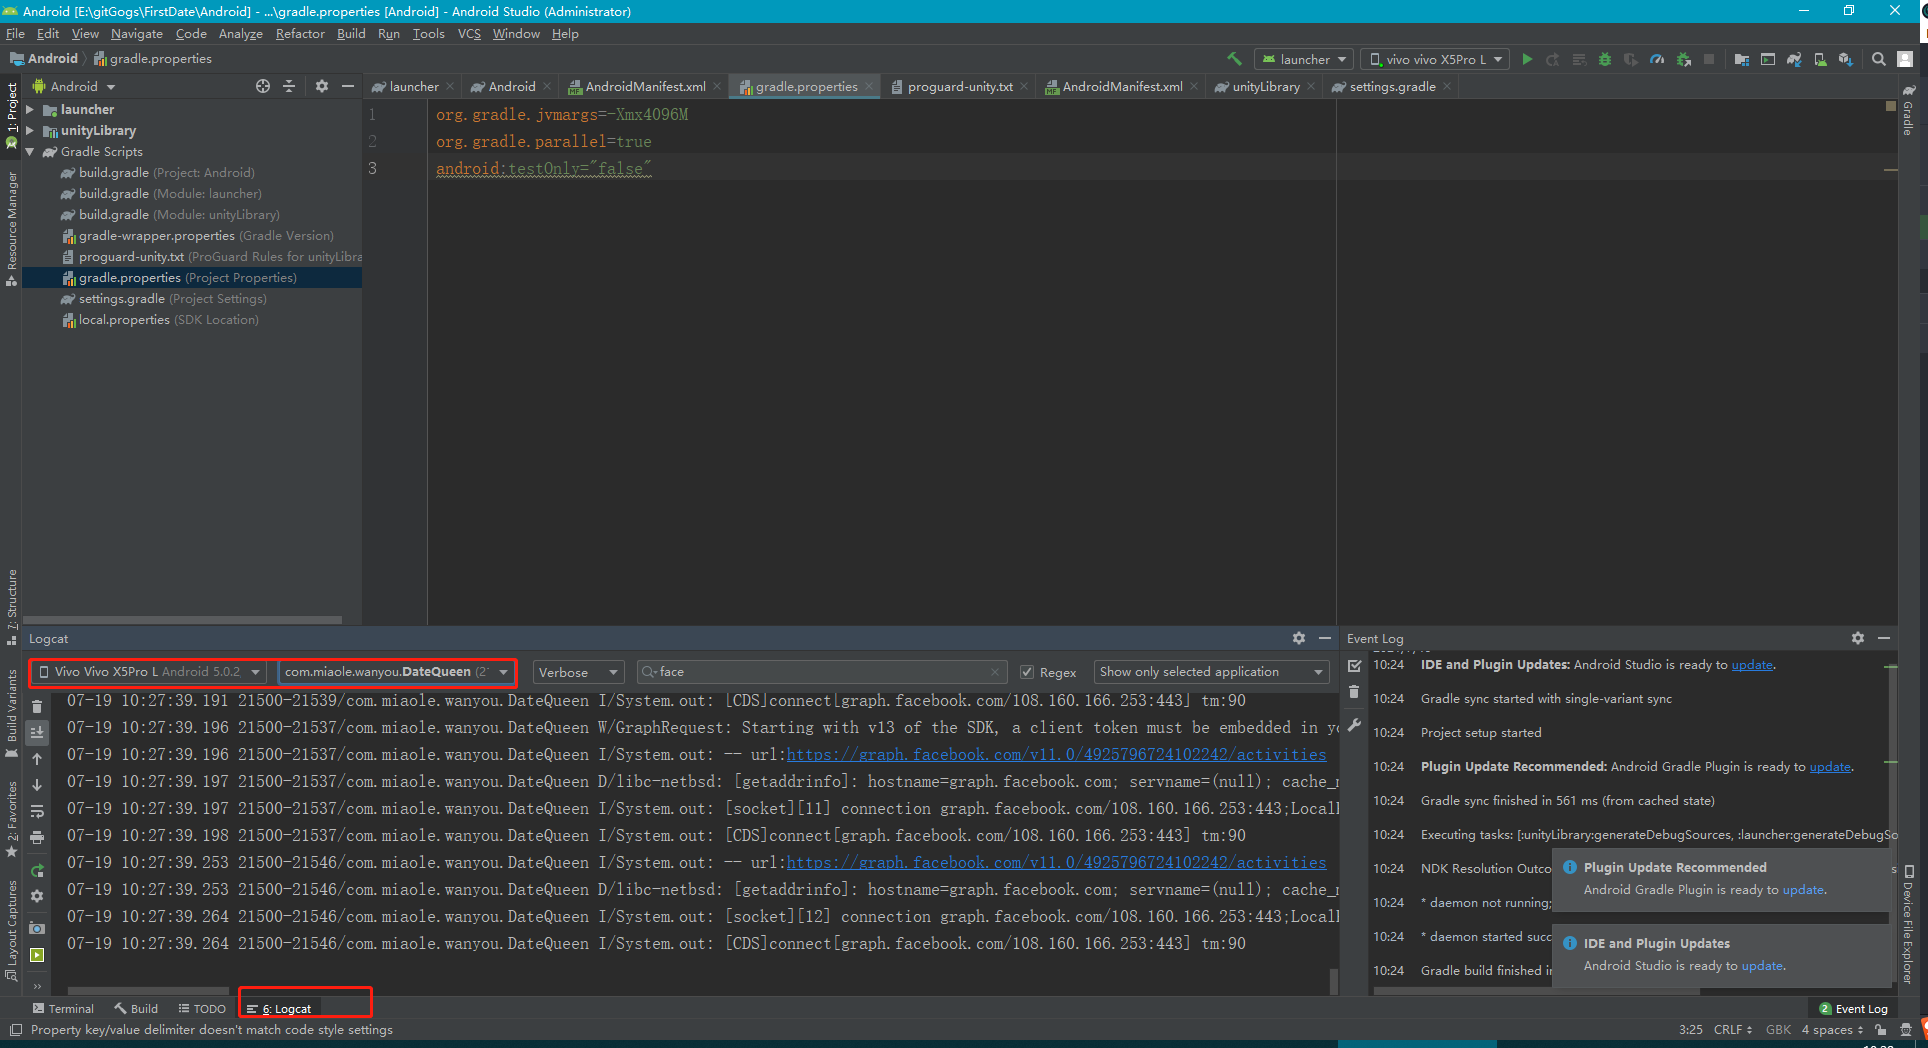 Android [E:\gitGogs\FirstDate\Android] - ...\gradle.properties [Android] - Android Studio (Administrator)
File Edit View Navigate Code Analyze Refactor Build Run Tools VCS Window Help
Android gradle.properties
launcher
vivo vivo X5Pro L
Android
launcher
Android
AndroidManifest.xml
gradle.properties
proguard-unity.txt
AndroidManifest.xml
unityLibrary
settings.gradle
1: Project
Resource Manager
7: Structure
Build Variants
2: Favorites
Layout Captures
launcher
unityLibrary
Gradle Scripts
build.gradle (Project: Android)
build.gradle (Module: launcher)
build.gradle (Module: unityLibrary)
gradle-wrapper.properties (Gradle Version)
proguard-unity.txt (ProGuard Rules for unityLibra
gradle.properties (Project Properties)
settings.gradle (Project Settings)
local.properties (SDK Location)
1 org.gradle.jvmargs=-Xmx4096M
2 org.gradle.parallel=true
3 android:testOnly="false"
Gradle
Device File Explorer
Logcat
Vivo Vivo X5Pro L Android 5.0.2,
com.miaole.wanyou.DateQueen (2
Verbose
face
Regex
Show only selected application
07-19 10:27:39.191 21500-21539/com.miaole.wanyou.DateQueen I/System.out: [CDS]connect[graph.facebook.com/108.160.166.253:443] tm:90
07-19 10:27:39.196 21500-21537/com.miaole.wanyou.DateQueen W/GraphRequest: Starting with v13 of the SDK, a client token must be embedded in yo
07-19 10:27:39.196 21500-21537/com.miaole.wanyou.DateQueen I/System.out: -- url:https://graph.facebook.com/v11.0/4925796724102242/activities
07-19 10:27:39.197 21500-21537/com.miaole.wanyou.DateQueen D/libc-netbsd: [getaddrinfo]: hostname=graph.facebook.com; servname=(null); cache_m
07-19 10:27:39.197 21500-21537/com.miaole.wanyou.DateQueen I/System.out: [socket][11] connection graph.facebook.com/108.160.166.253:443;Local
07-19 10:27:39.198 21500-21537/com.miaole.wanyou.DateQueen I/System.out: [CDS]connect[graph.facebook.com/108.160.166.253:443] tm:90
07-19 10:27:39.253 21500-21546/com.miaole.wanyou.DateQueen I/System.out: -- url:https://graph.facebook.com/v11.0/4925796724102242/activities
07-19 10:27:39.253 21500-21546/com.miaole.wanyou.DateQueen D/libc-netbsd: [getaddrinfo]: hostname=graph.facebook.com; servname=(null); cache_m
07-19 10:27:39.264 21500-21546/com.miaole.wanyou.DateQueen I/System.out: [socket][12] connection graph.facebook.com/108.160.166.253:443;Local
07-19 10:27:39.264 21500-21546/com.miaole.wanyou.DateQueen I/System.out: [CDS]connect[graph.facebook.com/108.160.166.253:443] tm:90
Event Log
10:24 IDE and Plugin Updates: Android Studio is ready to update.
10:24 Gradle sync started with single-variant sync
10:24 Project setup started
10:24 Plugin Update Recommended: Android Gradle Plugin is ready to update.
10:24 Gradle sync finished in 561 ms (from cached state)
10:24 Executing tasks: [:unityLibrary:generateDebugSources, :launcher:generateDebugSo
10:24 NDK Resolution Outco
10:24 * daemon not running;
10:24 * daemon started succ
10:24 Gradle build finished i
Plugin Update Recommended
Android Gradle Plugin is ready to update.
IDE and Plugin Updates
Android Studio is ready to update.
Terminal Build TODO 6: Logcat
2 Event Log
Property key/value delimiter doesn't match code style settings
3:25 CRLF GBK 4 spaces